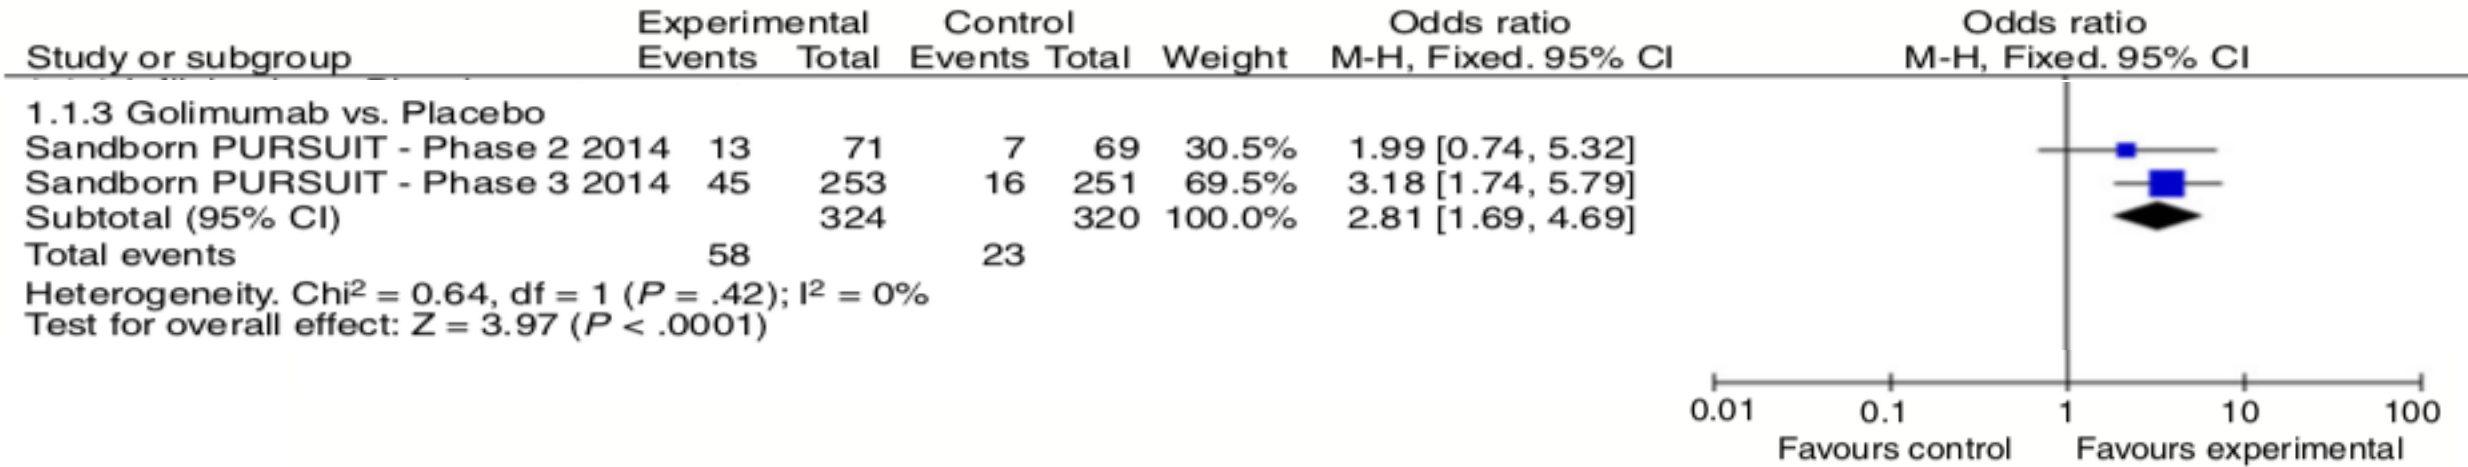 Experimental Control Odds ratio Odds ratio
Study or subgroup Events Total Events Total Weight M-H, Fixed. 95% CI M-H, Fixed. 95% CI
1.1.3 Golimumab vs. Placebo
Sandborn PURSUIT - Phase 2 2014 13 71 7 69 30.5% 1.99 [0.74, 5.32]
Sandborn PURSUIT - Phase 3 2014 45 253 16 251 69.5% 3.18 [1.74, 5.79]
Subtotal (95% CI) 324 320 100.0% 2.81 [1.69, 4.69]
Total events 58 23
Heterogeneity. Chi² = 0.64, df = 1 (P = .42); I² = 0%
Test for overall effect: Z = 3.97 (P < .0001)
0.01 0.1 1 10 100
Favours control Favours experimental